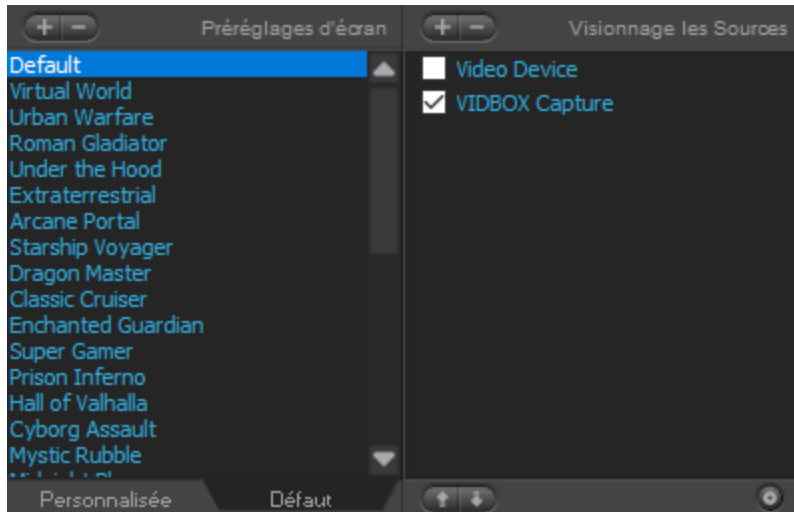 Préréglages d'écran
Default
Virtual World
Urban Warfare
Roman Gladiator
Under the Hood
Extraterrestrial
Arcane Portal
Starship Voyager
Dragon Master
Classic Cruiser
Enchanted Guardian
Super Gamer
Prison Inferno
Hall of Valhalla
Cyborg Assault
Mystic Rubble
Personnalisée
Défaut
Visionnage les Sources
Video Device
VIDBOX Capture